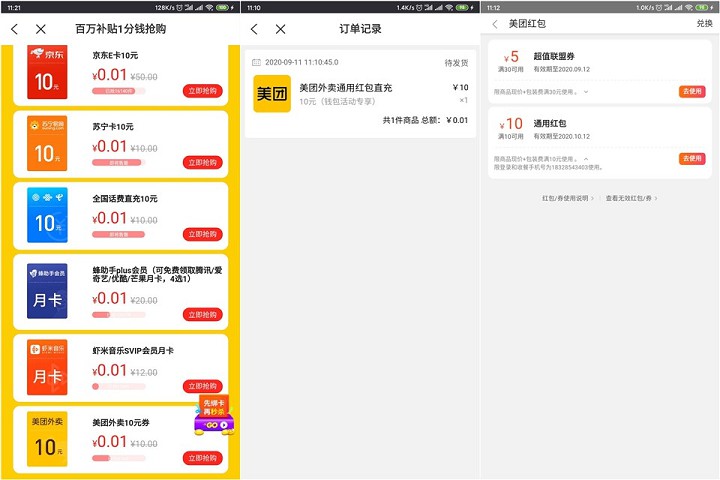 11:21
128K/s
100
百万补贴1分钱抢购
京东
10元
京东E卡10元
¥0.01 ¥50.00
立即抢购
苏宁易购
suning.com
10元
苏宁卡10元
¥0.01 ¥10.00
即将售罄
立即抢购
10元
全国话费直充10元
¥0.01 ¥10.00
即将售罄
立即抢购
蜂助手会员
月卡
蜂助手plus会员（可免费领取腾讯/爱
奇艺/优酷/芒果月卡，4选1）
¥0.01 ¥20.00
立即抢购
虾米音乐
月卡
虾米音乐SVIP会员月卡
¥0.01 ¥12.00
立即抢购
先绑卡
再秒杀
GO
美团外卖
10元
美团外卖10元券
¥0.01 ¥10.00
立即抢购
11:10
1.4K/s
98
订单记录
2020-09-11 11:10:45.0
待发货
美团
美团外卖通用红包直充
¥10
10元（钱包活动专享）
×1
共1件商品 总额：¥0.01
11:12
1.0K/s
98
美团红包
兑换
¥5
超值联盟券
满30可用
有效期至2020.09.12
限商品现价+包装费满30元使用。
去使用
¥10
通用红包
满10可用
有效期至2020.10.12
限商品现价+包装费满10元使用。
限登录和收餐手机号为18328543403使用。
去使用
红包/券使用说明
查看无效红包/券